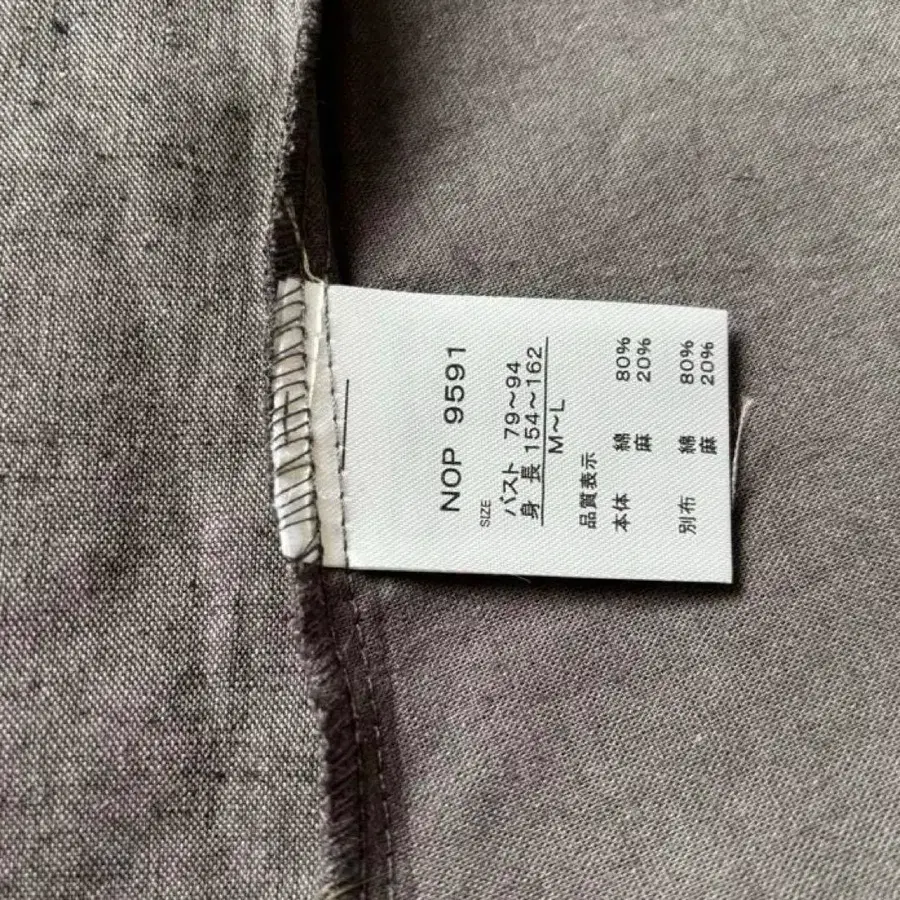 NOP 9591
SIZE
バスト 79～94
身 長 154～162
M～L
品質表示
本体 綿 80%
麻 20%
別布 綿 80%
麻 20%